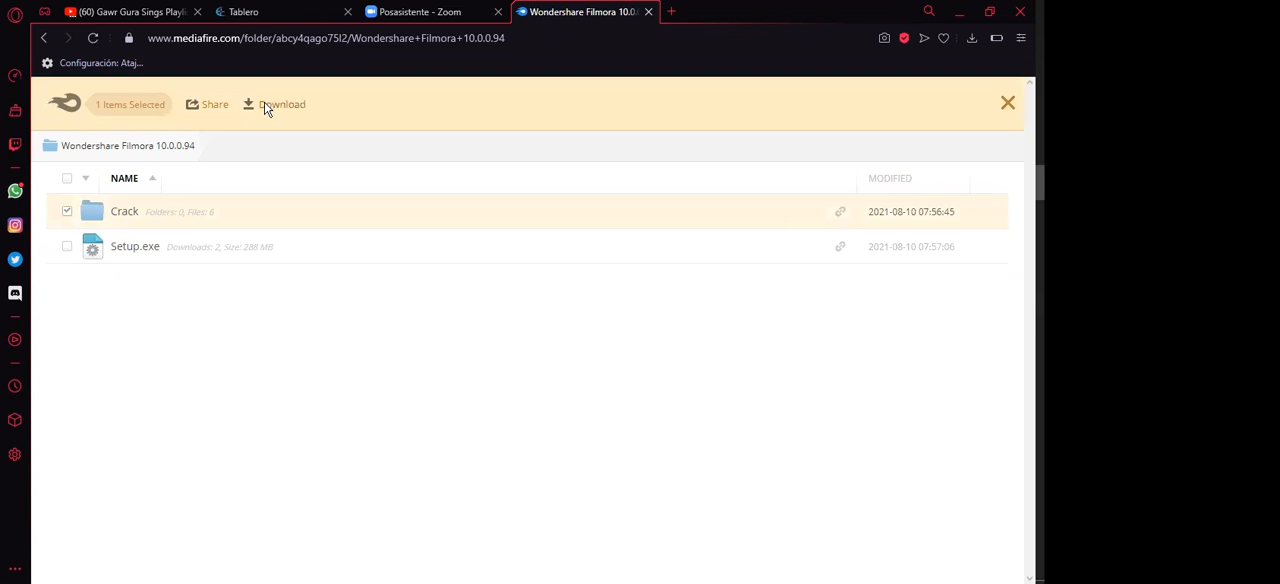 (60) Gawr Gura Sings Playli
Tablero
Posasistente - Zoom
Wondershare Filmora 10.0.
www.mediafire.com/folder/abcy4qago75l2/Wondershare+Filmora+10.0.0.94
Configuración: Ataj...
1 Items Selected
Share
Download
Wondershare Filmora 10.0.0.94
NAME
MODIFIED
Crack
Folders: 0, Files: 6
2021-08-10 07:56:45
Setup.exe
Downloads: 2, Size: 288 MB
2021-08-10 07:57:06